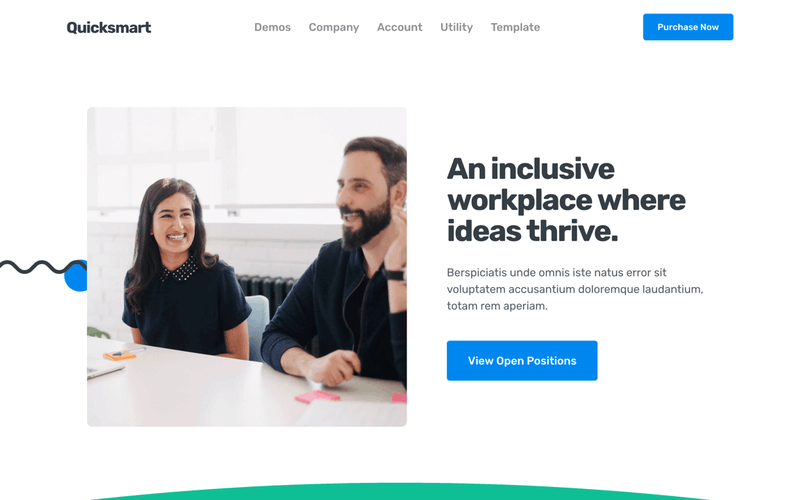 Quicksmart
Demos Company Account Utility Template
Purchase Now
An inclusive
workplace where
ideas thrive.
Berspiciatis unde omnis iste natus error sit
voluptatem accusantium doloremque laudantium,
totam rem aperiam.
View Open Positions